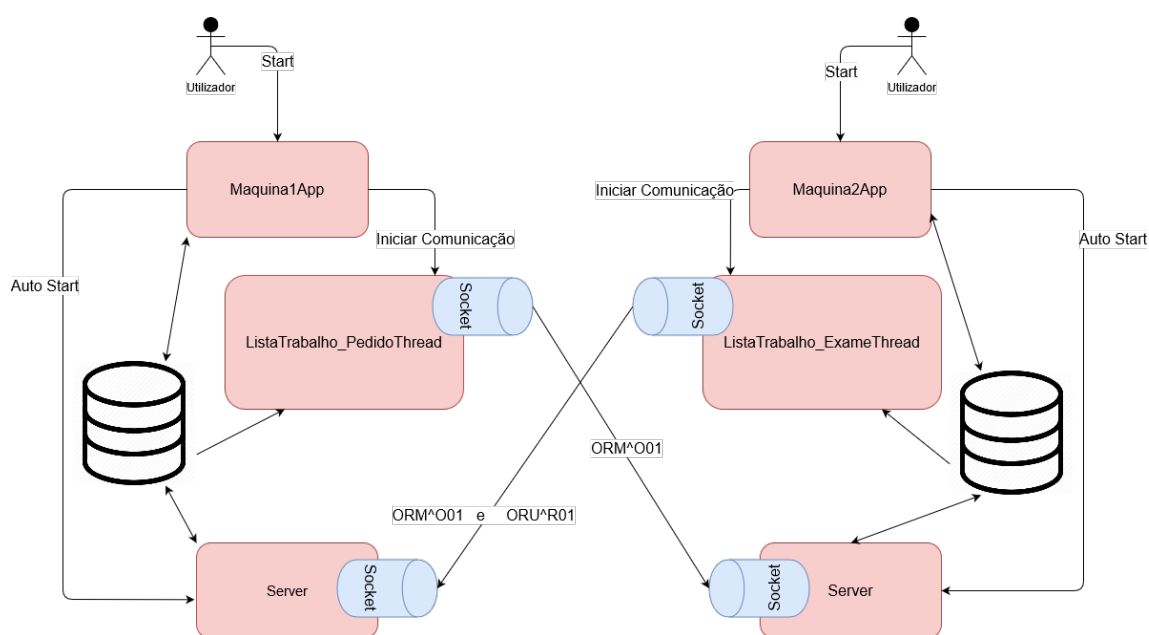 Start
Start
Utilizador
Utilizador
Maquina1App
Maquina2App
Iniciar Comunicação
Iniciar Comunicação
Auto Start
Auto Start
Socket
Socket
ListaTrabalho_PedidoThread
ListaTrabalho_ExameThread
ORM^O01
ORM^O01 e ORU^R01
Server
Socket
Socket
Server